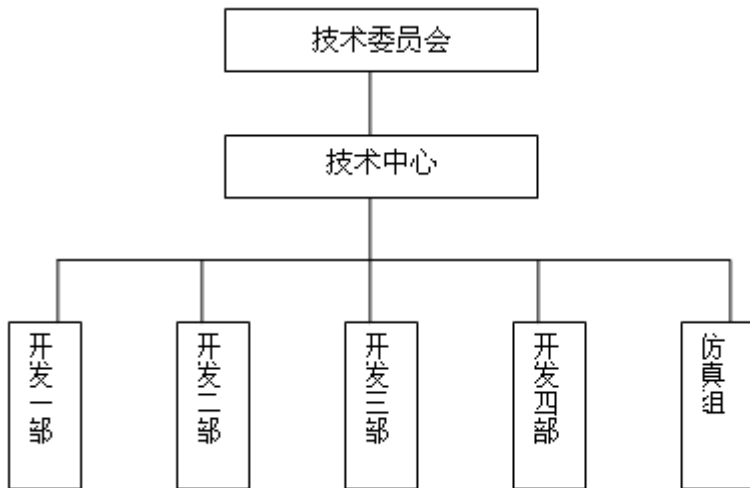 技术委员会
技术中心
开发一部
开发二部
开发三部
开发四部
仿真组